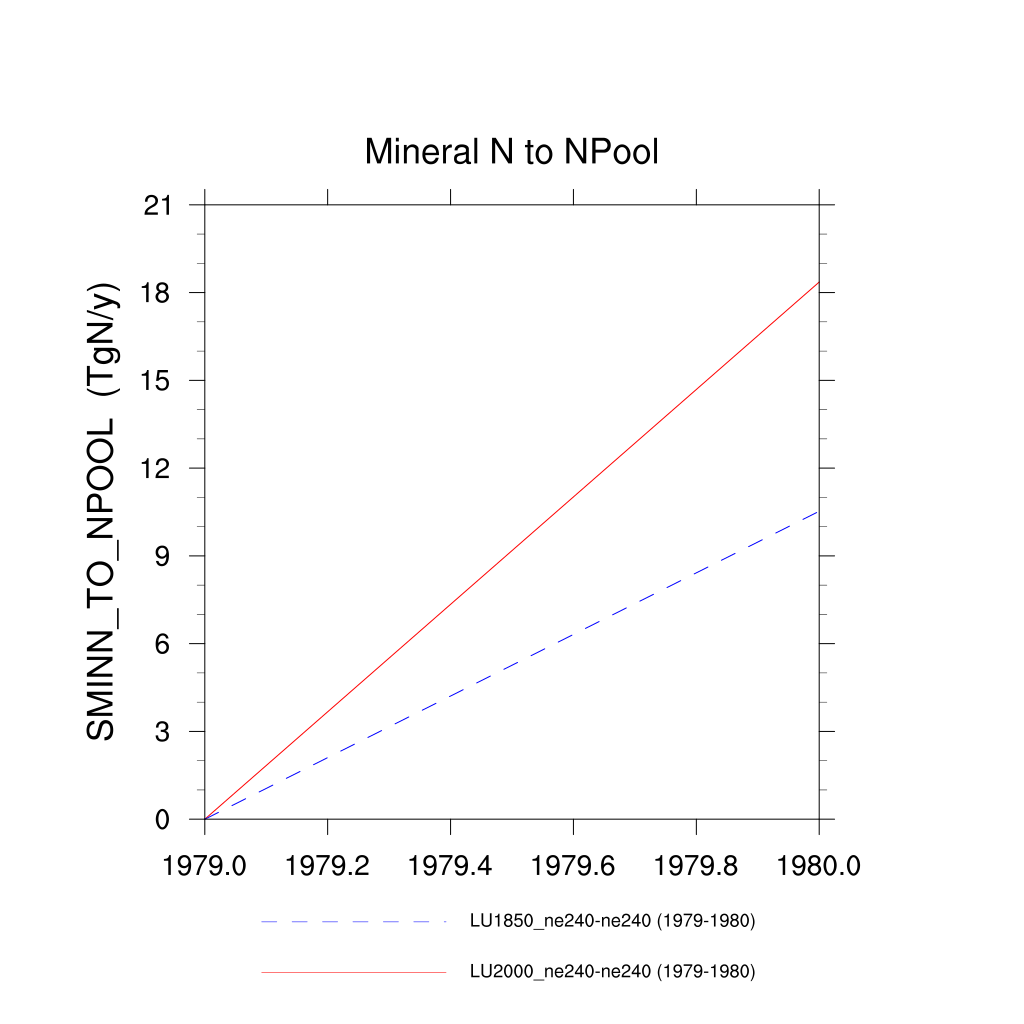 Mineral N to NPool
SMINN_TO_NPOOL (TgN/y)
21
18
15
12
9
6
3
0
1979.0 1979.2 1979.4 1979.6 1979.8 1980.0
LU1850_ne240-ne240 (1979-1980)
LU2000_ne240-ne240 (1979-1980)